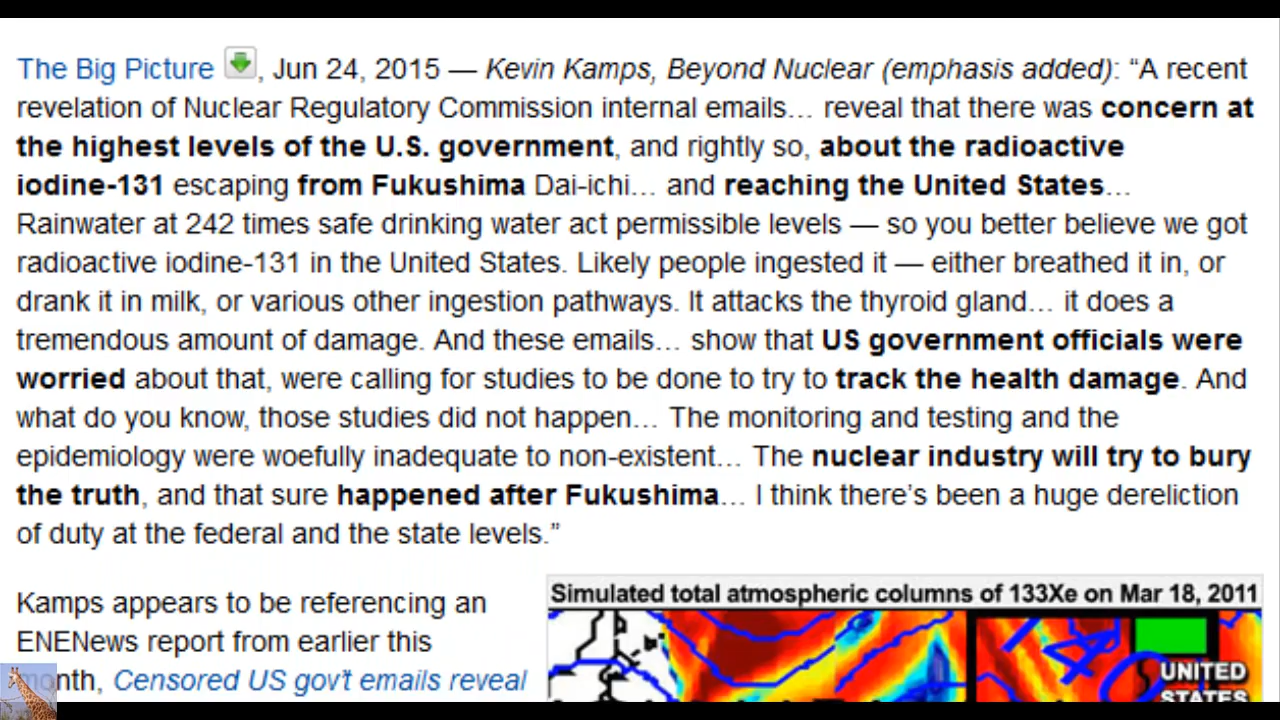 The Big Picture, Jun 24, 2015 — Kevin Kamps, Beyond Nuclear (emphasis added): “A recent
revelation of Nuclear Regulatory Commission internal emails… reveal that there was concern at
the highest levels of the U.S. government, and rightly so, about the radioactive
iodine-131 escaping from Fukushima Dai-ichi… and reaching the United States…
Rainwater at 242 times safe drinking water act permissible levels — so you better believe we got
radioactive iodine-131 in the United States. Likely people ingested it — either breathed it in, or
drank it in milk, or various other ingestion pathways. It attacks the thyroid gland… it does a
tremendous amount of damage. And these emails… show that US government officials were
worried about that, were calling for studies to be done to try to track the health damage. And
what do you know, those studies did not happen… The monitoring and testing and the
epidemiology were woefully inadequate to non-existent… The nuclear industry will try to bury
the truth, and that sure happened after Fukushima… I think there’s been a huge dereliction
of duty at the federal and the state levels.”
Kamps appears to be referencing an
ENENews report from earlier this
month, Censored US gov’t emails reveal
Simulated total atmospheric columns of 133Xe on Mar 18, 2011
UNITED
STATES